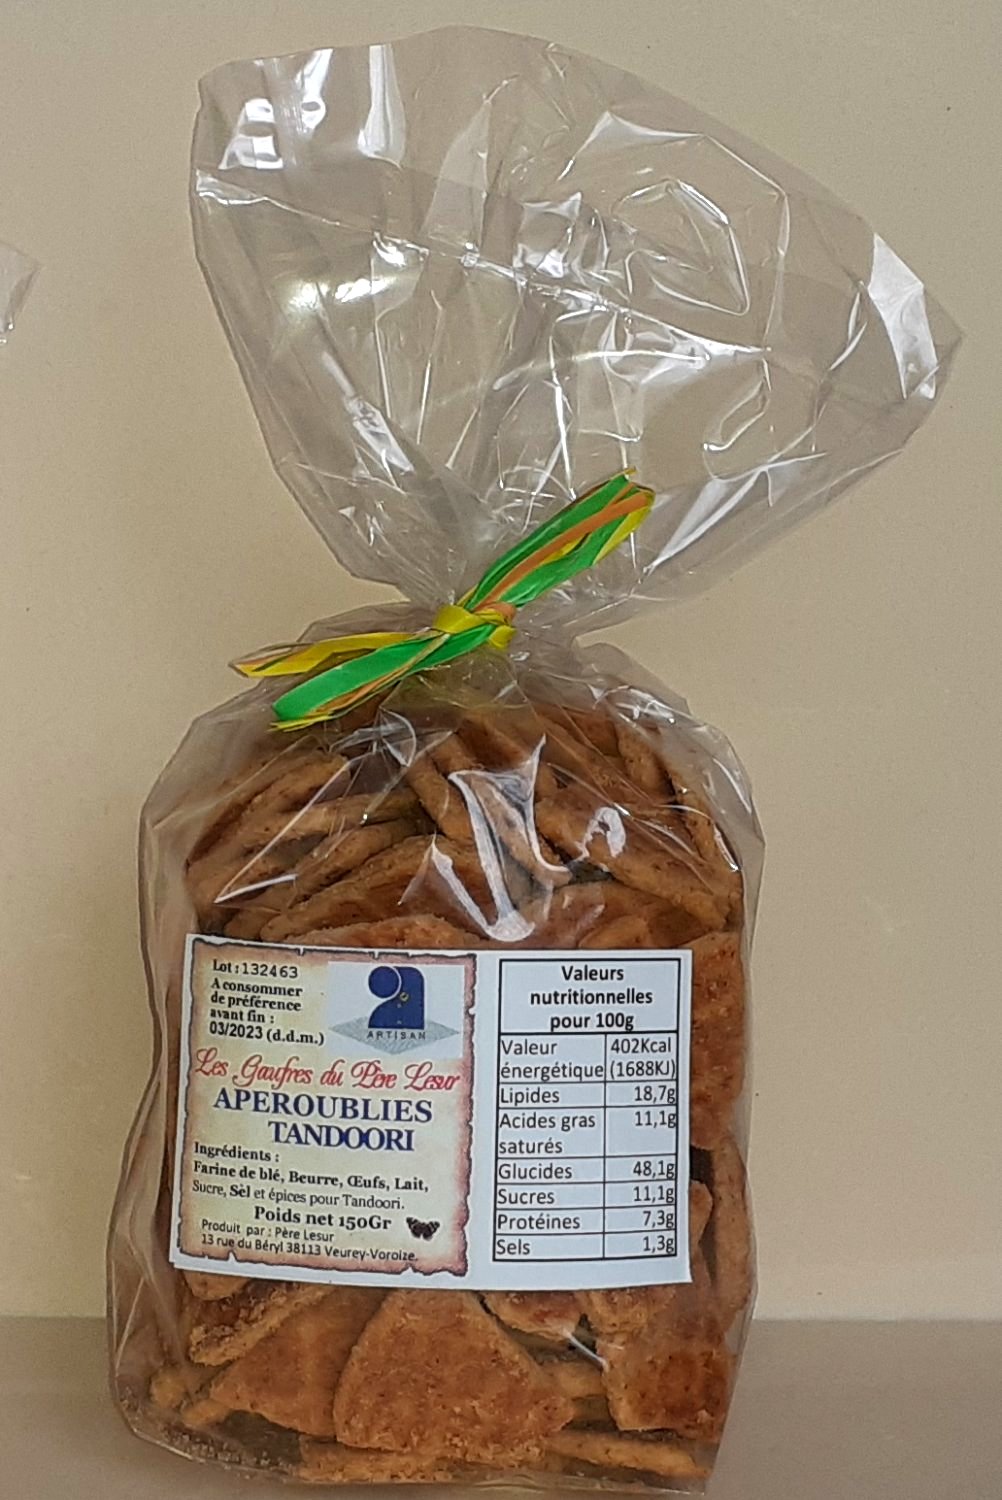 Lot : 132463
A consommer
de préférence
avant fin :
03/2023 (d.d.m.)
ARTISAN
Les Gaufres du Père Lesur
APEROUBLIES
TANDOORI
Ingrédients :
Farine de blé, Beurre, Œufs, Lait,
Sucre, Sel et épices pour Tandoori.
Poids net 150Gr
Produit par : Père Lesur
13 rue du Béryl 38113 Veurey-Voroize.
Valeurs
nutritionnelles
pour 100g
Valeur 402Kcal
énergétique (1688KJ)
Lipides 18,7g
Acides gras 11,1g
saturés
Glucides 48,1g
Sucres 11,1g
Protéines 7,3g
Sels 1,3g